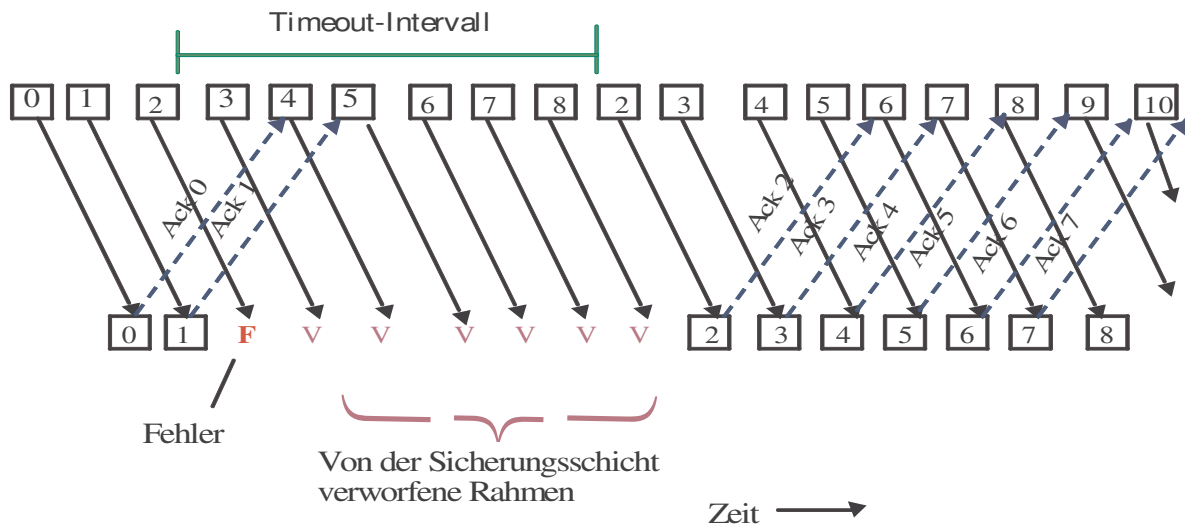 Timeout-Intervall
0 1 2 3 4 5 6 7 8 2 3 4 5 6 7 8 9 10
Ack 0
Ack 1
Ack 2
Ack 3
Ack 4
Ack 5
Ack 6
Ack 7
0 1 F V V V V V V 2 3 4 5 6 7 8
Fehler
Von der Sicherungsschicht
verworfene Rahmen
Zeit